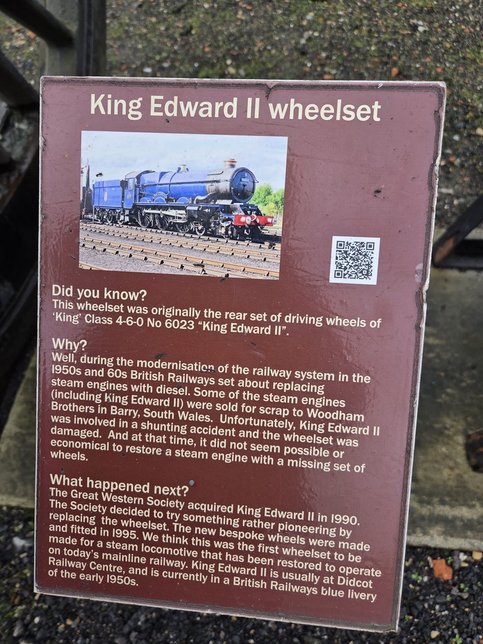 King Edward II wheelset
Did you know?
This wheelset was originally the rear set of driving wheels of
'King' Class 4-6-0 No 6023 "King Edward II".
Why?
Well, during the modernisation of the railway system in the
1950s and 60s British Railways set about replacing
steam engines with diesel. Some of the steam engines
(including King Edward II) were sold for scrap to Woodham
Brothers in Barry, South Wales. Unfortunately, King Edward II
was involved in a shunting accident and the wheelset was
damaged. And at that time, it did not seem possible or
economical to restore a steam engine with a missing set of
wheels.
What happened next?
The Great Western Society acquired King Edward II in 1990.
The Society decided to try something rather pioneering by
replacing the wheelset. The new bespoke wheels were made
and fitted in 1995. We think this was the first wheelset to be
made for a steam locomotive that has been restored to operate
on today's mainline railway. King Edward II is usually at Didcot
Railway Centre, and is currently in a British Railways blue livery
of the early 1950s.